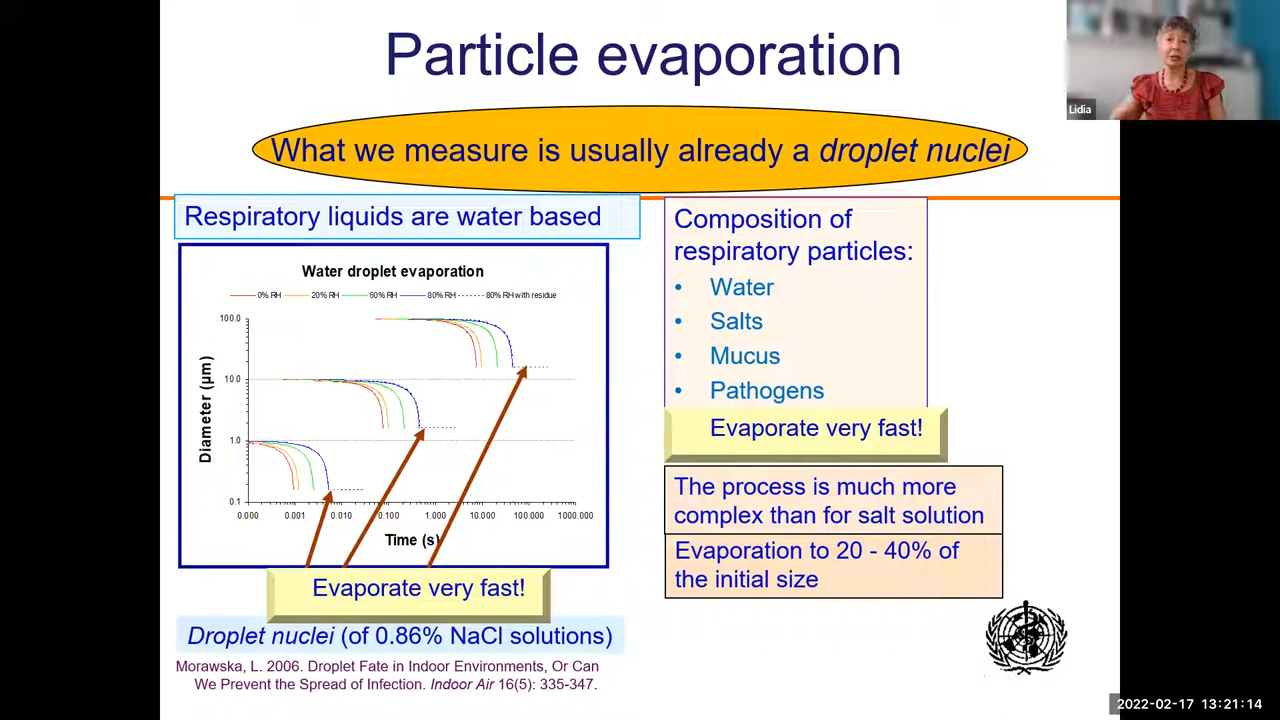 Particle evaporation
Lidia
What we measure is usually already a droplet nuclei
Respiratory liquids are water based
Water droplet evaporation
0% RH 20% RH 60% RH 80% RH 80% RH with residue
Diameter (µm)
100.0
10.0
1.0
0.1
0.000 0.001 0.010 0.100 1.000 10.000 100.000 1000.000
Time (s)
Evaporate very fast!
Droplet nuclei (of 0.86% NaCl solutions)
Morawska, L. 2006. Droplet Fate in Indoor Environments, Or Can
We Prevent the Spread of Infection. Indoor Air 16(5): 335-347.
Composition of
respiratory particles:
• Water
• Salts
• Mucus
• Pathogens
Evaporate very fast!
The process is much more
complex than for salt solution
Evaporation to 20 - 40% of
the initial size
2022-02-17 13:21:14